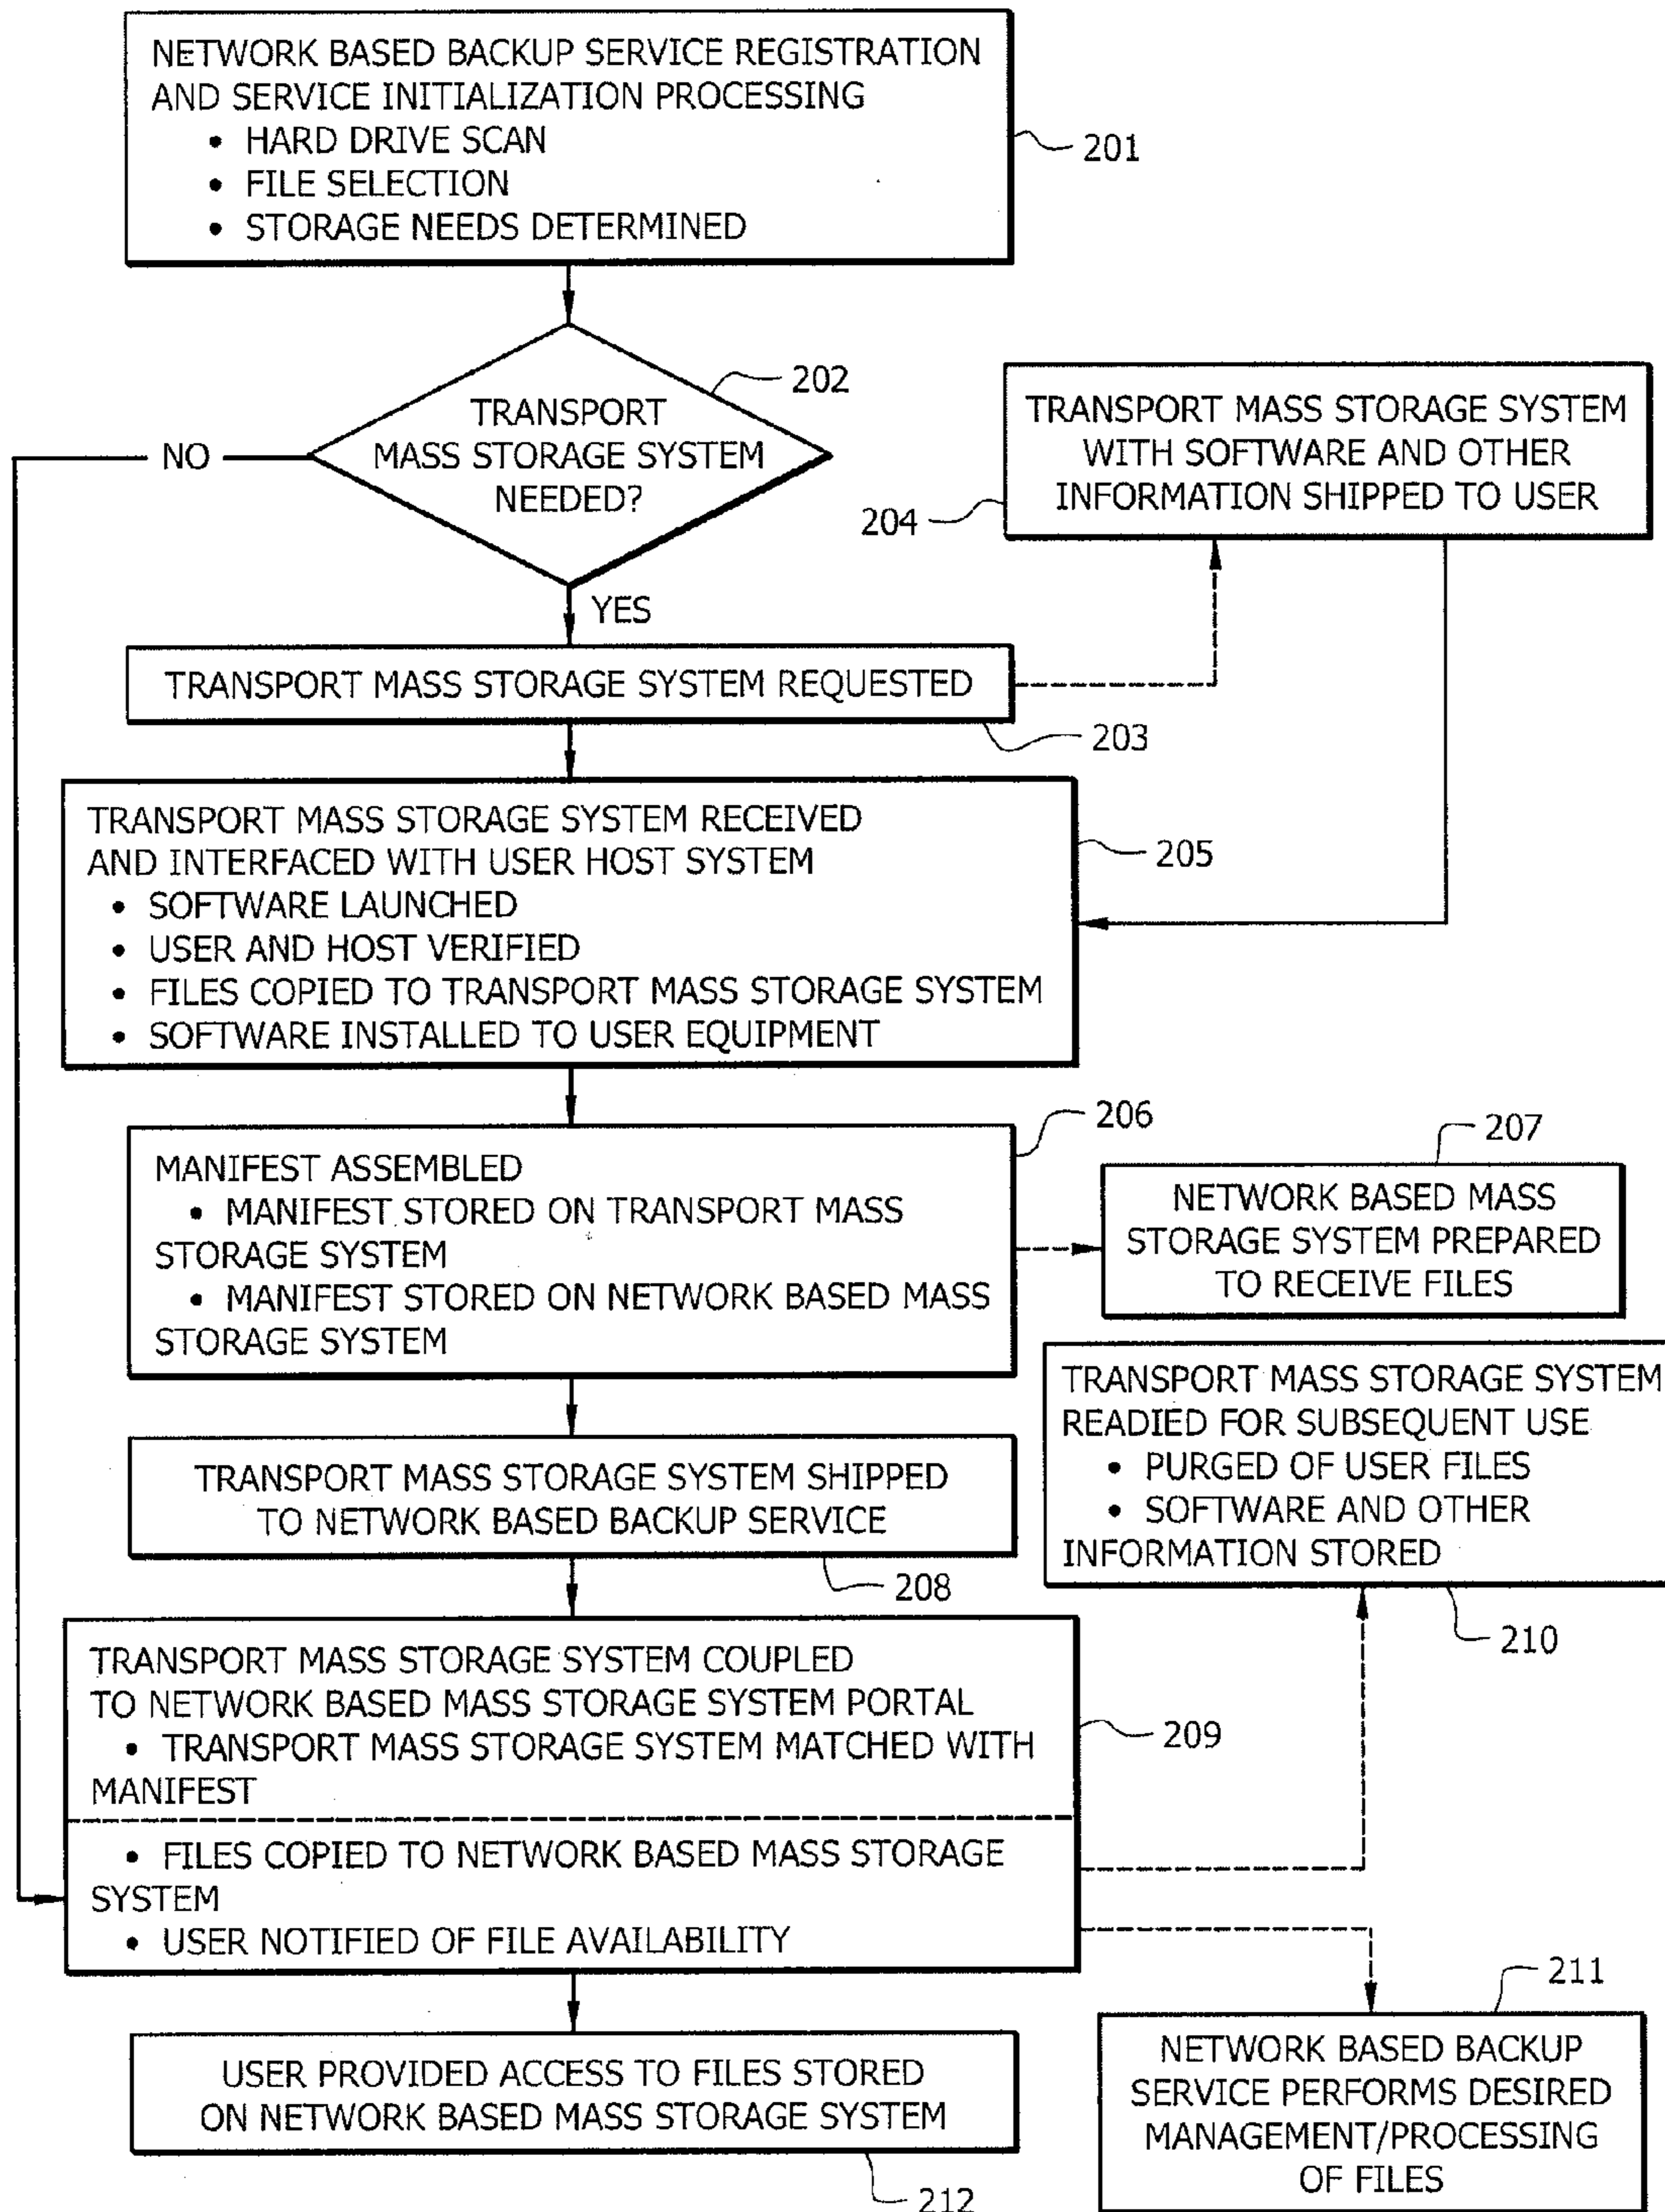 NETWORK BASED BACKUP SERVICE REGISTRATION
AND SERVICE INITIALIZATION PROCESSING
• HARD DRIVE SCAN
• FILE SELECTION
• STORAGE NEEDS DETERMINED
201
TRANSPORT
MASS STORAGE SYSTEM
NEEDED?
202
NO
YES
TRANSPORT MASS STORAGE SYSTEM
WITH SOFTWARE AND OTHER
INFORMATION SHIPPED TO USER
204
TRANSPORT MASS STORAGE SYSTEM REQUESTED
203
TRANSPORT MASS STORAGE SYSTEM RECEIVED
AND INTERFACED WITH USER HOST SYSTEM
• SOFTWARE LAUNCHED
• USER AND HOST VERIFIED
• FILES COPIED TO TRANSPORT MASS STORAGE SYSTEM
• SOFTWARE INSTALLED TO USER EQUIPMENT
205
MANIFEST ASSEMBLED
• MANIFEST STORED ON TRANSPORT MASS
STORAGE SYSTEM
• MANIFEST STORED ON NETWORK BASED MASS
STORAGE SYSTEM
206
207
NETWORK BASED MASS
STORAGE SYSTEM PREPARED
TO RECEIVE FILES
TRANSPORT MASS STORAGE SYSTEM SHIPPED
TO NETWORK BASED BACKUP SERVICE
208
TRANSPORT MASS STORAGE SYSTEM
READIED FOR SUBSEQUENT USE
• PURGED OF USER FILES
• SOFTWARE AND OTHER
INFORMATION STORED
210
TRANSPORT MASS STORAGE SYSTEM COUPLED
TO NETWORK BASED MASS STORAGE SYSTEM PORTAL
• TRANSPORT MASS STORAGE SYSTEM MATCHED WITH
MANIFEST
209
• FILES COPIED TO NETWORK BASED MASS STORAGE
SYSTEM
• USER NOTIFIED OF FILE AVAILABILITY
USER PROVIDED ACCESS TO FILES STORED
ON NETWORK BASED MASS STORAGE SYSTEM
212
211
NETWORK BASED BACKUP
SERVICE PERFORMS DESIRED
MANAGEMENT/PROCESSING
OF FILES